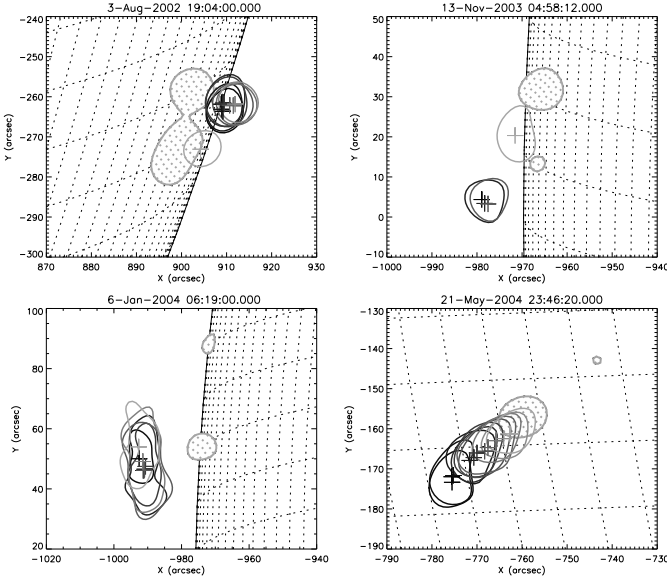 3-Aug-2002 19:04:00.000
-240
-250
-260
-270
-280
-290
-300
Y (arcsec)
870 880 890 900 910 920 930
X (arcsec)
13-Nov-2003 04:58:12.000
50
40
30
20
10
0
-10
Y (arcsec)
-1000 -990 -980 -970 -960 -950 -940
X (arcsec)
6-Jan-2004 06:19:00.000
100
80
60
40
20
Y (arcsec)
-1020 -1000 -980 -960 -940
X (arcsec)
21-May-2004 23:46:20.000
-130
-140
-150
-160
-170
-180
-190
Y (arcsec)
-790 -780 -770 -760 -750 -740 -730
X (arcsec)